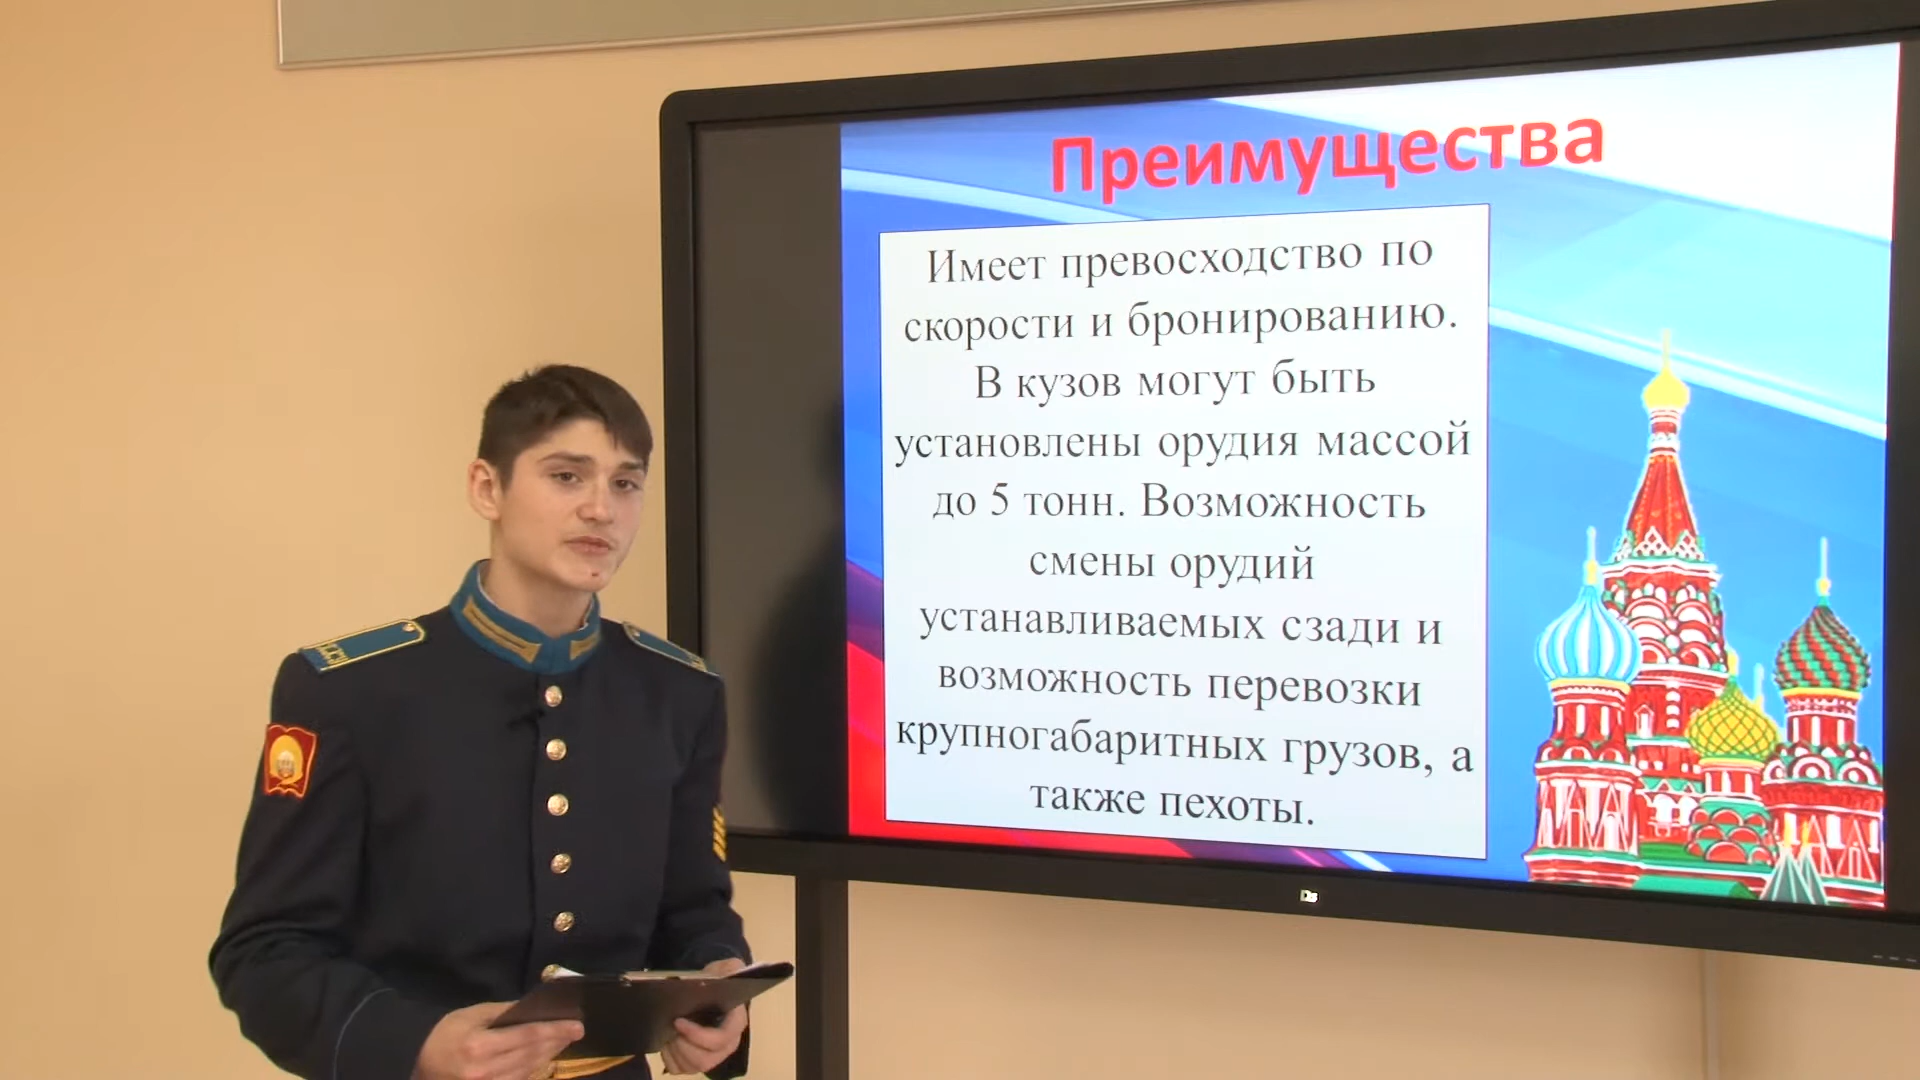 Преимущества
Имеет превосходство по
скорости и бронированию.
В кузов могут быть
установлены орудия массой
до 5 тонн. Возможность
смены орудий
устанавливаемых сзади и
возможность перевозки
крупногабаритных грузов, а
также пехоты.